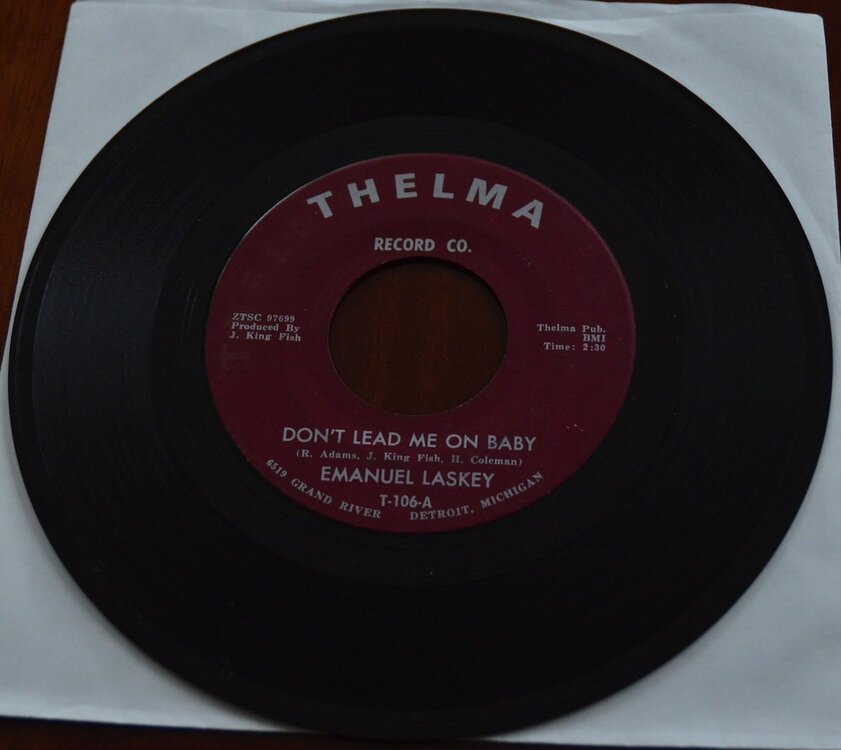 THELMA
RECORD CO.
ZTSC 97699
Produced By
J. King Fish
Thelma Pub.
BMI
Time: 2:30
DON'T LEAD ME ON BABY
(R. Adams, J. King Fish, H. Coleman)
EMANUEL LASKEY
T-106-A
6519 GRAND RIVER DETROIT, MICHIGAN